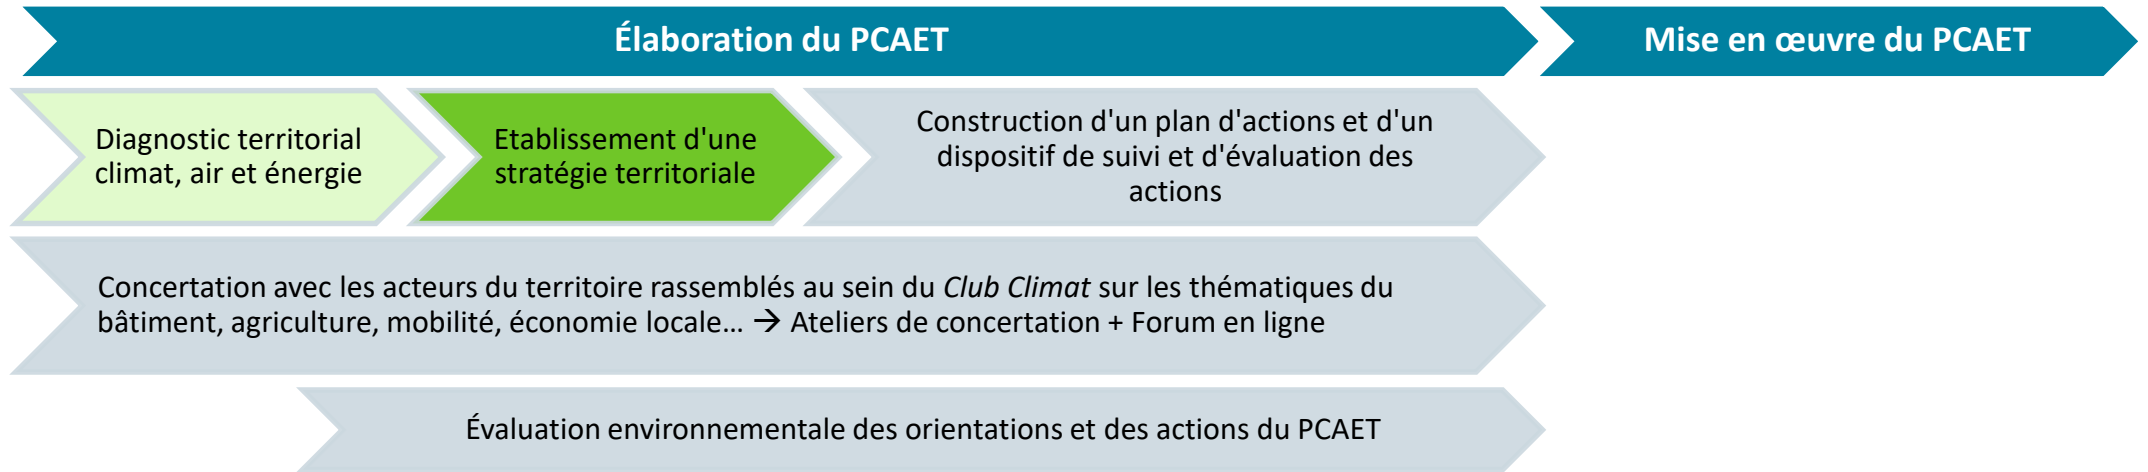 Élaboration du PCAET
Mise en œuvre du PCAET
Diagnostic territorial
climat, air et énergie
Etablissement d'une
stratégie territoriale
Construction d'un plan d'actions et d'un
dispositif de suivi et d'évaluation des
actions
Concertation avec les acteurs du territoire rassemblés au sein du Club Climat sur les thématiques du
bâtiment, agriculture, mobilité, économie locale… → Ateliers de concertation + Forum en ligne
Évaluation environnementale des orientations et des actions du PCAET